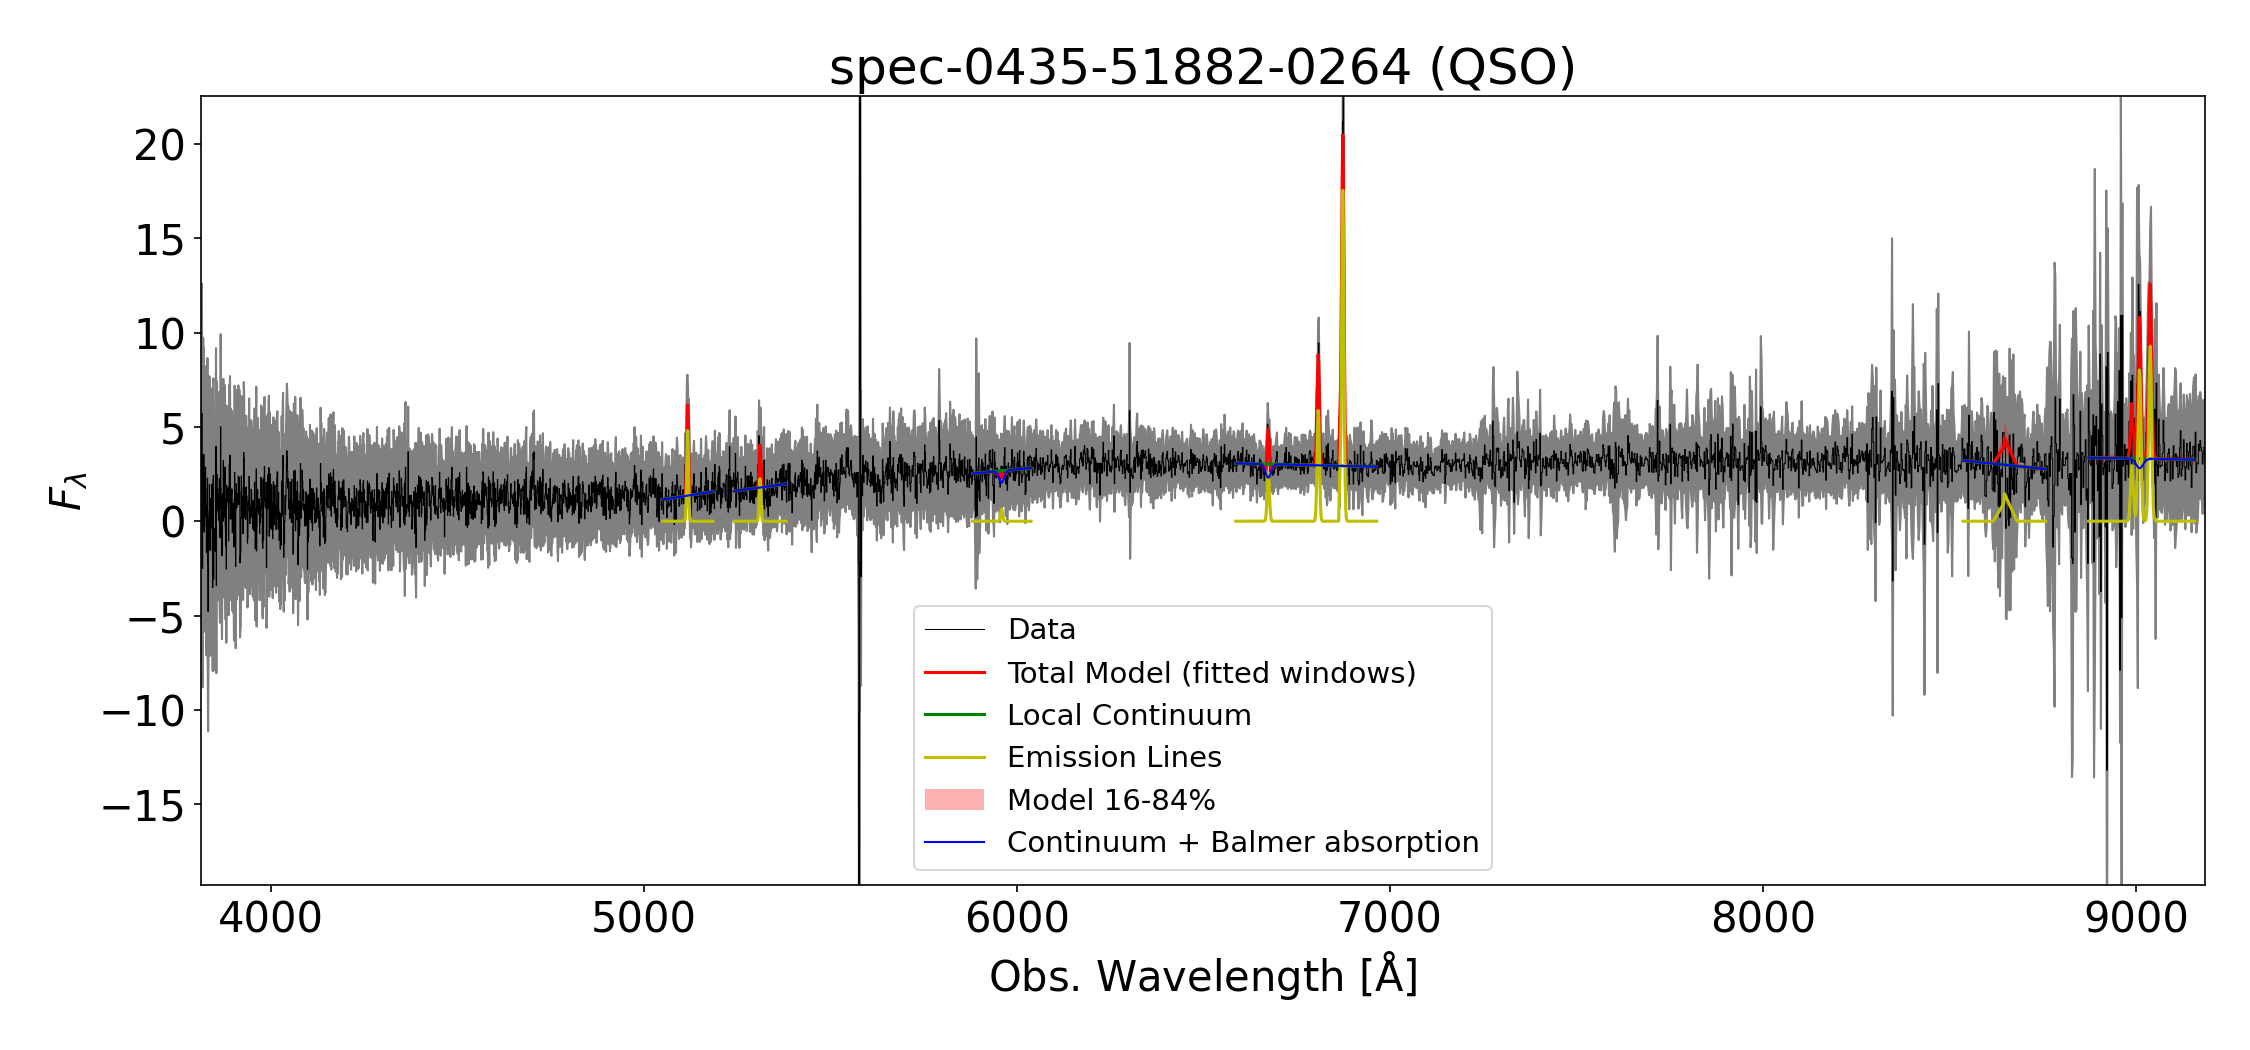 spec-0435-51882-0264 (QSO)
20
15
10
5
0
−5
−10
−15
F_λ
Data
Total Model (fitted windows)
Local Continuum
Emission Lines
Model 16-84%
Continuum + Balmer absorption
4000 5000 6000 7000 8000 9000
Obs. Wavelength [Å]